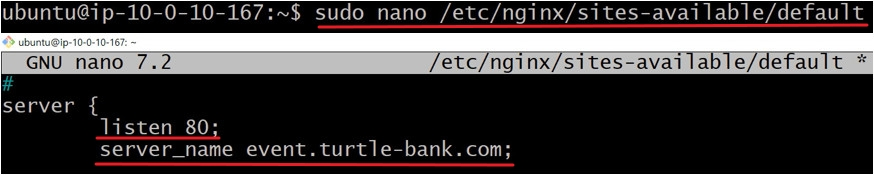 ubuntu@ip-10-0-10-167:~$ sudo nano /etc/nginx/sites-available/default
ubuntu@ip-10-0-10-167: ~
GNU nano 7.2 /etc/nginx/sites-available/default *
#
server {
listen 80;
server_name event.turtle-bank.com;